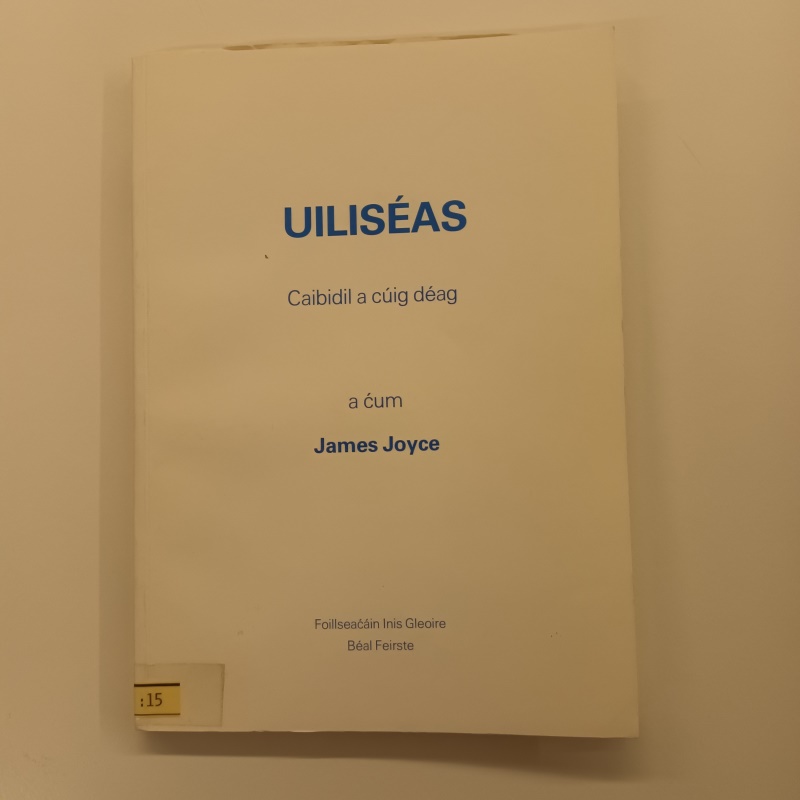 UILISÉAS
Caibidil a cúig déag
a ćum
James Joyce
Foillseaćáin Inis Gleoire
Béal Feirste
:15